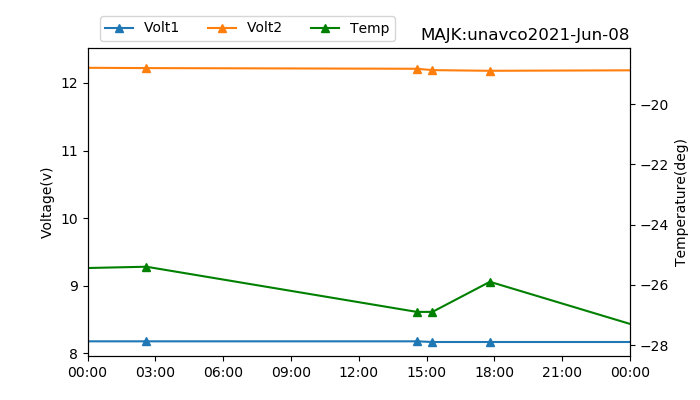 Volt1 Volt2 Temp
MAJK:unavco2021-Jun-08
Voltage(v)
12
11
10
9
8
Temperature(deg)
−20
−22
−24
−26
−28
00:00 03:00 06:00 09:00 12:00 15:00 18:00 21:00 00:00